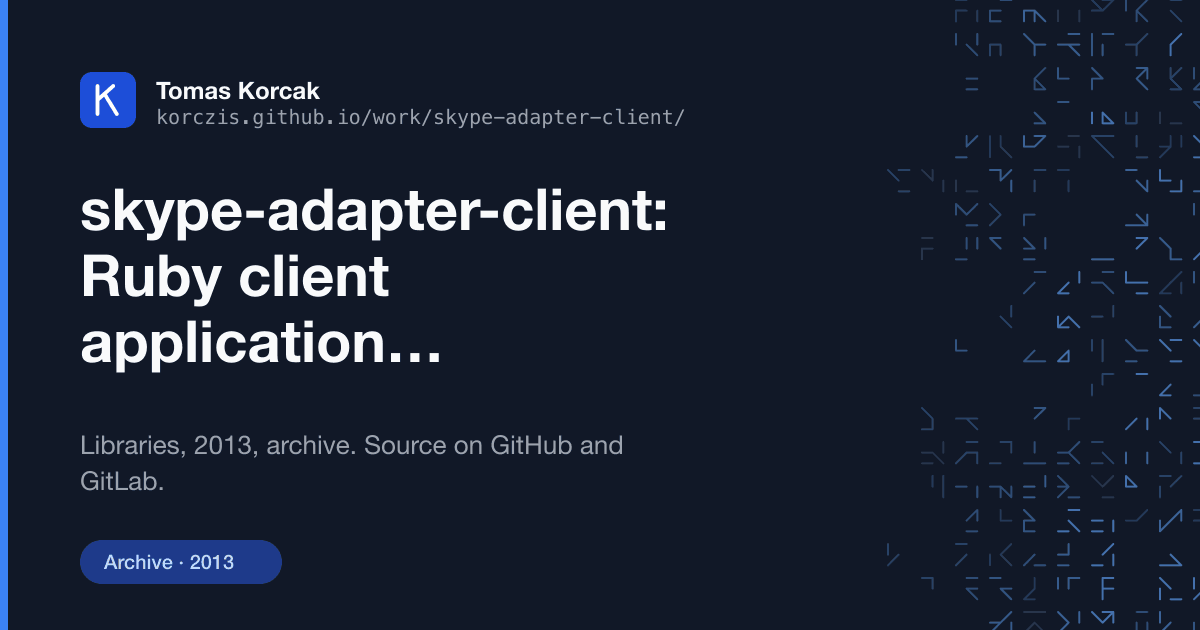 Tomas Korcak
korczis.github.io/work/skype-adapter-client/
skype-adapter-client:
Ruby client
application…
Libraries, 2013, archive. Source on GitHub and
GitLab.
Archive · 2013